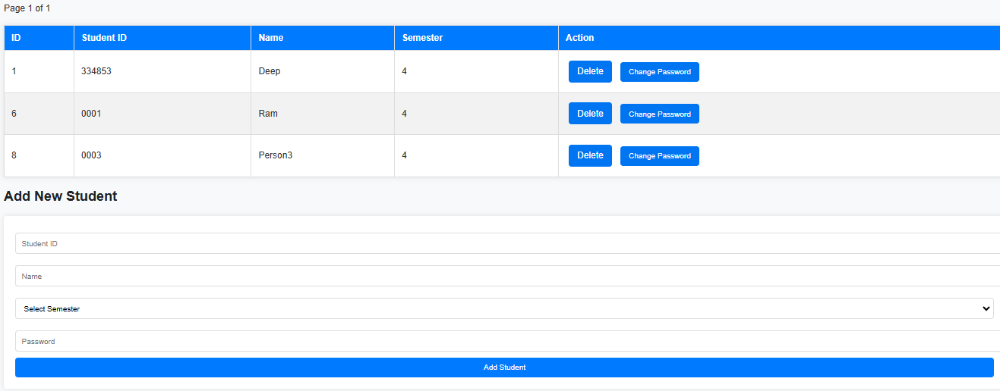 Page 1 of 1
ID Student ID Name Semester Action
1 334853 Deep 4 Delete Change Password
6 0001 Ram 4 Delete Change Password
8 0003 Person3 4 Delete Change Password
Add New Student
Student ID
Name
Select Semester
Password
Add Student